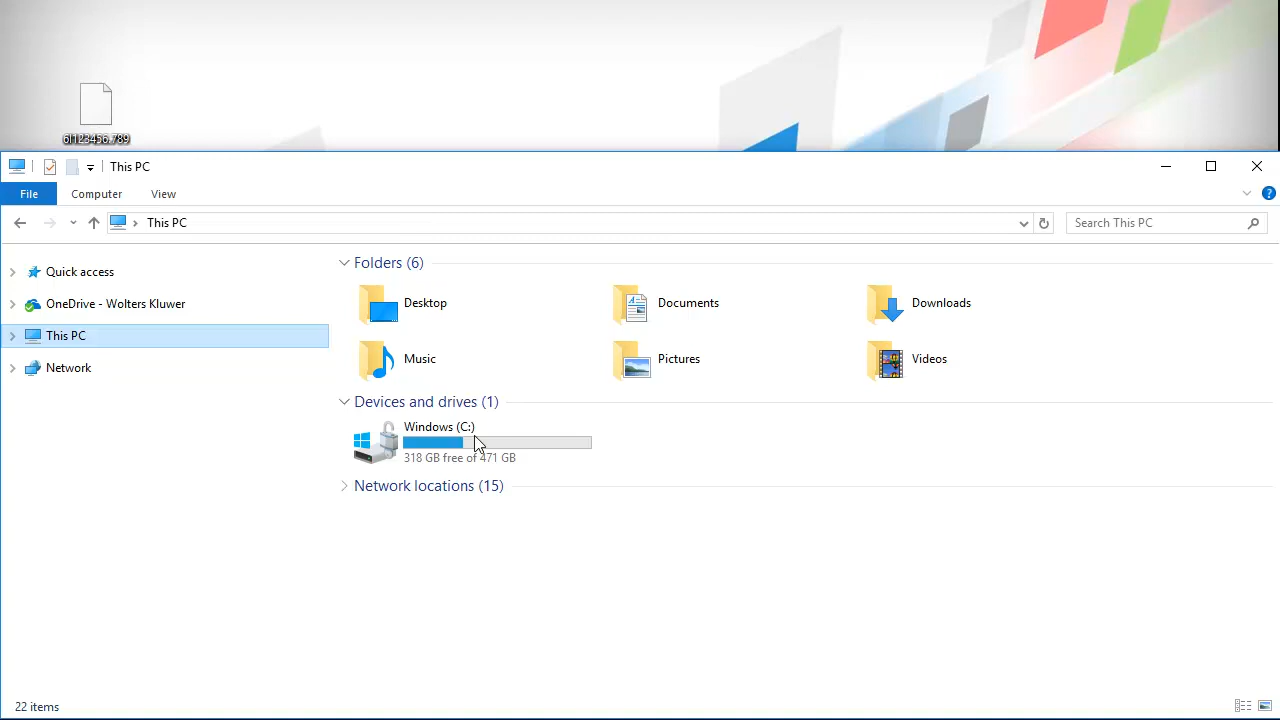 6I123456.789
This PC
File Computer View
This PC Search This PC
Quick access
OneDrive - Wolters Kluwer
This PC
Network
Folders (6)
Desktop Documents Downloads
Music Pictures Videos
Devices and drives (1)
Windows (C:)
318 GB free of 471 GB
Network locations (15)
22 items